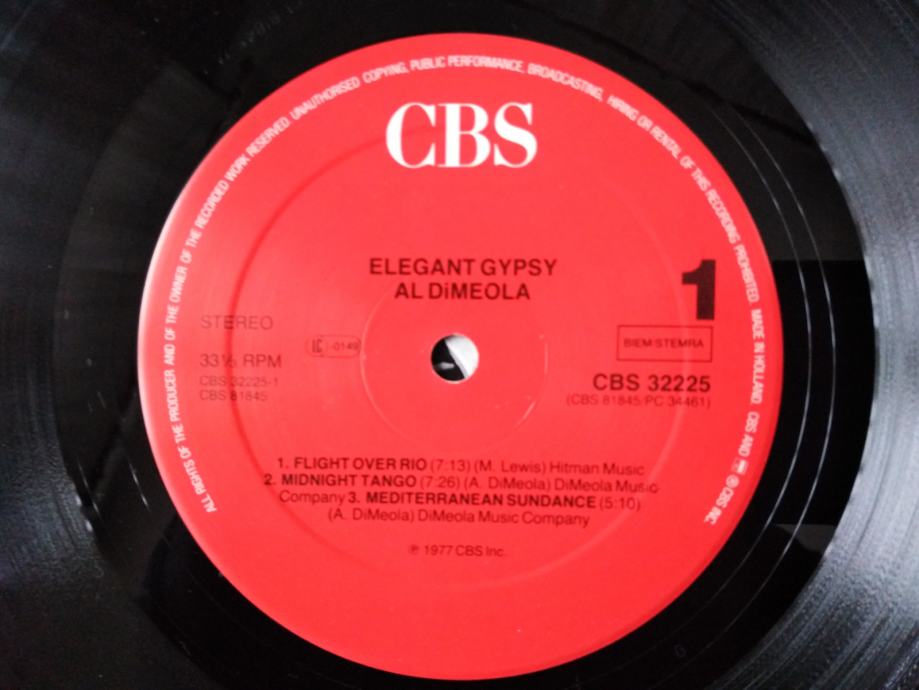 ALL RIGHTS OF THE PRODUCER AND OF THE OWNER OF THE RECORDED WORK RESERVED. UNAUTHORISED COPYING, PUBLIC PERFORMANCE, BROADCASTING, HIRING OR RENTAL OF THIS RECORDING PROHIBITED. MADE IN HOLLAND. CBS AND ℗ CBS INC.
CBS
ELEGANT GYPSY
AL DiMEOLA
1
STEREO
LC -0149
BIEM/STEMRA
33⅓ RPM
CBS 32225-1
CBS 81845
CBS 32225
(CBS 81845/PC 34461)
1. FLIGHT OVER RIO (7:13) (M. Lewis) Hitman Music
2. MIDNIGHT TANGO (7:26) (A. DiMeola) DiMeola Music
Company 3. MEDITERRANEAN SUNDANCE (5:10)
(A. DiMeola) DiMeola Music Company
℗ 1977 CBS Inc.
G